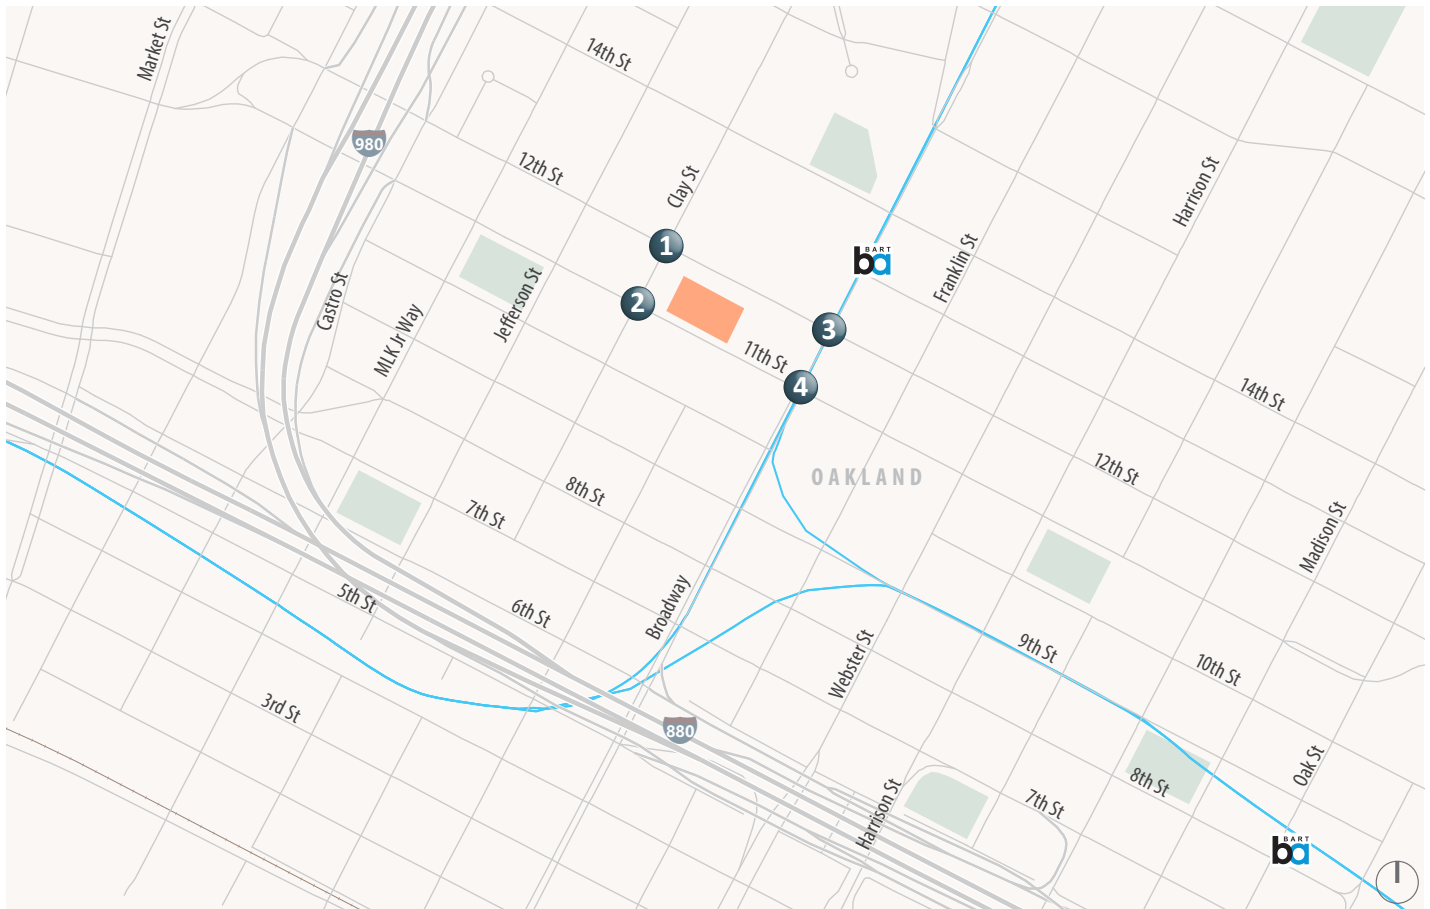 Market St
14th St
980
12th St
Clay St
Harrison St
1
BART
ba
Franklin St
Castro St
MLK Jr Way
Jefferson St
2
3
11th St
4
14th St
OAKLAND
12th St
8th St
7th St
Madison St
5th St
6th St
Broadway
Webster St
9th St
10th St
3rd St
880
Harrison St
8th St
7th St
Oak St
BART
ba